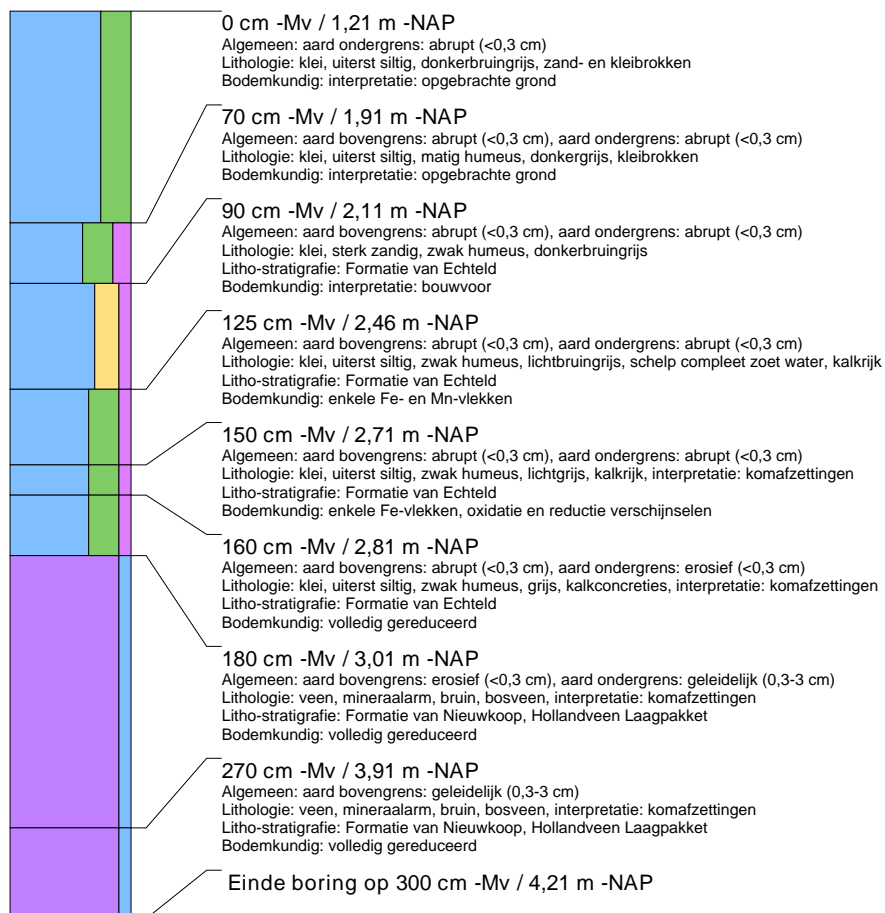 0 cm -Mv / 1,21 m -NAP
Algemeen: aard ondergrens: abrupt (<0,3 cm)
Lithologie: klei, uiterst siltig, donkerbruingrijs, zand- en kleibrokken
Bodemkundig: interpretatie: opgebrachte grond
70 cm -Mv / 1,91 m -NAP
Algemeen: aard bovengrens: abrupt (<0,3 cm), aard ondergrens: abrupt (<0,3 cm)
Lithologie: klei, uiterst siltig, matig humeus, donkergrijs, kleibrokken
Bodemkundig: interpretatie: opgebrachte grond
90 cm -Mv / 2,11 m -NAP
Algemeen: aard bovengrens: abrupt (<0,3 cm), aard ondergrens: abrupt (<0,3 cm)
Lithologie: klei, sterk zandig, zwak humeus, donkerbruingrijs
Litho-stratigrafie: Formatie van Echteld
Bodemkundig: interpretatie: bouwvoor
125 cm -Mv / 2,46 m -NAP
Algemeen: aard bovengrens: abrupt (<0,3 cm), aard ondergrens: abrupt (<0,3 cm)
Lithologie: klei, uiterst siltig, zwak humeus, lichtbruingrijs, schelp compleet zoet water, kalkrijk
Litho-stratigrafie: Formatie van Echteld
Bodemkundig: enkele Fe- en Mn-vlekken
150 cm -Mv / 2,71 m -NAP
Algemeen: aard bovengrens: abrupt (<0,3 cm), aard ondergrens: abrupt (<0,3 cm)
Lithologie: klei, uiterst siltig, zwak humeus, lichtgrijs, kalkrijk, interpretatie: komafzettingen
Litho-stratigrafie: Formatie van Echteld
Bodemkundig: enkele Fe-vlekken, oxidatie en reductie verschijnselen
160 cm -Mv / 2,81 m -NAP
Algemeen: aard bovengrens: abrupt (<0,3 cm), aard ondergrens: erosief (<0,3 cm)
Lithologie: klei, uiterst siltig, zwak humeus, grijs, kalkconcreties, interpretatie: komafzettingen
Litho-stratigrafie: Formatie van Echteld
Bodemkundig: volledig gereduceerd
180 cm -Mv / 3,01 m -NAP
Algemeen: aard bovengrens: erosief (<0,3 cm), aard ondergrens: geleidelijk (0,3-3 cm)
Lithologie: veen, mineraalarm, bruin, bosveen, interpretatie: komafzettingen
Litho-stratigrafie: Formatie van Nieuwkoop, Hollandveen Laagpakket
Bodemkundig: volledig gereduceerd
270 cm -Mv / 3,91 m -NAP
Algemeen: aard bovengrens: geleidelijk (0,3-3 cm)
Lithologie: veen, mineraalarm, bruin, bosveen, interpretatie: komafzettingen
Litho-stratigrafie: Formatie van Nieuwkoop, Hollandveen Laagpakket
Bodemkundig: volledig gereduceerd
Einde boring op 300 cm -Mv / 4,21 m -NAP